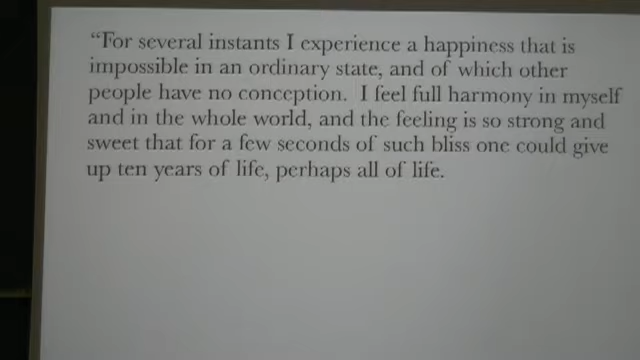 “For several instants I experience a happiness that is
impossible in an ordinary state, and of which other
people have no conception.  I feel full harmony in myself
and in the whole world, and the feeling is so strong and
sweet that for a few seconds of such bliss one could give
up ten years of life, perhaps all of life.